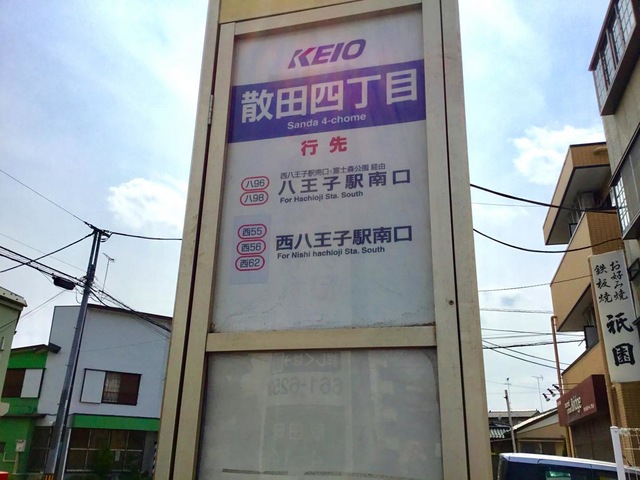 KEIO
散田四丁目
Sanda 4-chome
行先
西八王子駅南口・富士森公園 経由
八96
八98
八王子駅南口
For Hachioji Sta. South
西55
西56
西62
西八王子駅南口
For Nishi hachioji Sta. South
お好み焼
鉄板焼
祇園